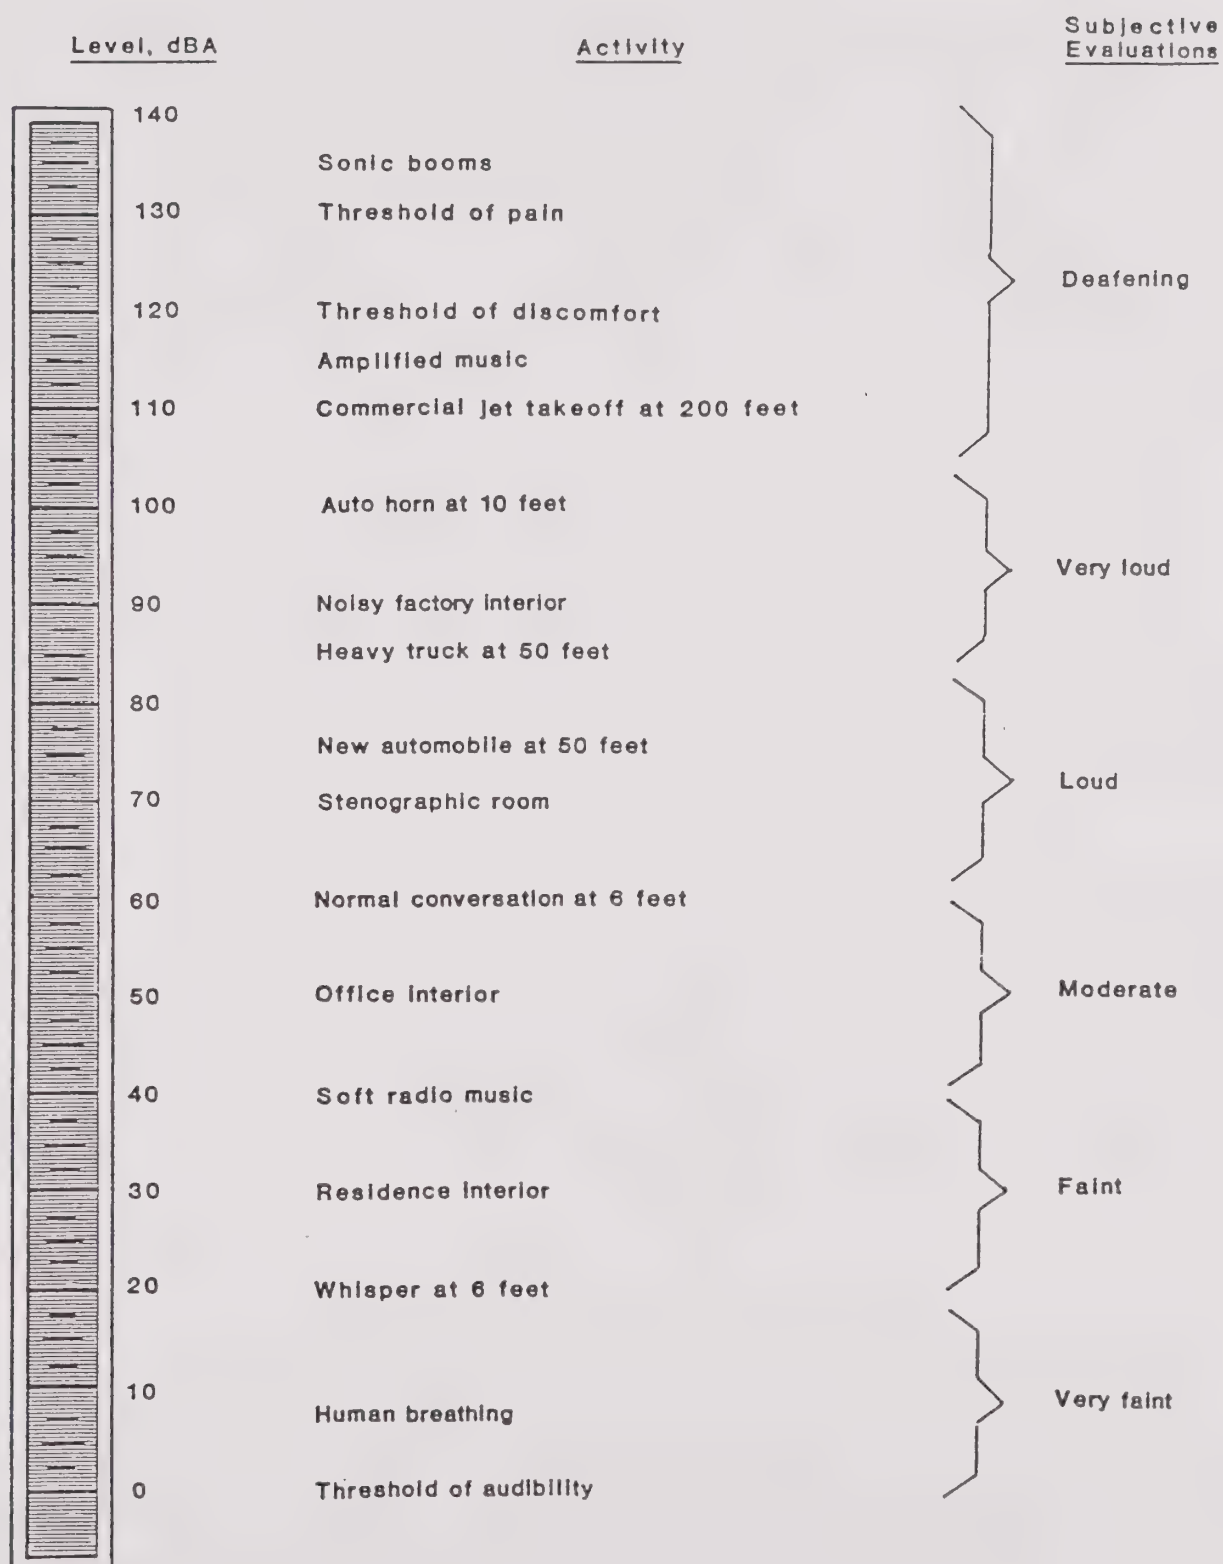 Level, dBA Activity Subjective
Evaluations
140
Sonic booms
130 Threshold of pain
Deafening
120 Threshold of discomfort
Amplified music
110 Commercial jet takeoff at 200 feet
100 Auto horn at 10 feet
Very loud
90 Noisy factory interior
Heavy truck at 50 feet
80
New automobile at 50 feet
Loud
70 Stenographic room
60 Normal conversation at 6 feet
50 Office interior Moderate
40 Soft radio music
30 Residence interior Faint
20 Whisper at 6 feet
10 Very faint
Human breathing
0 Threshold of audibility